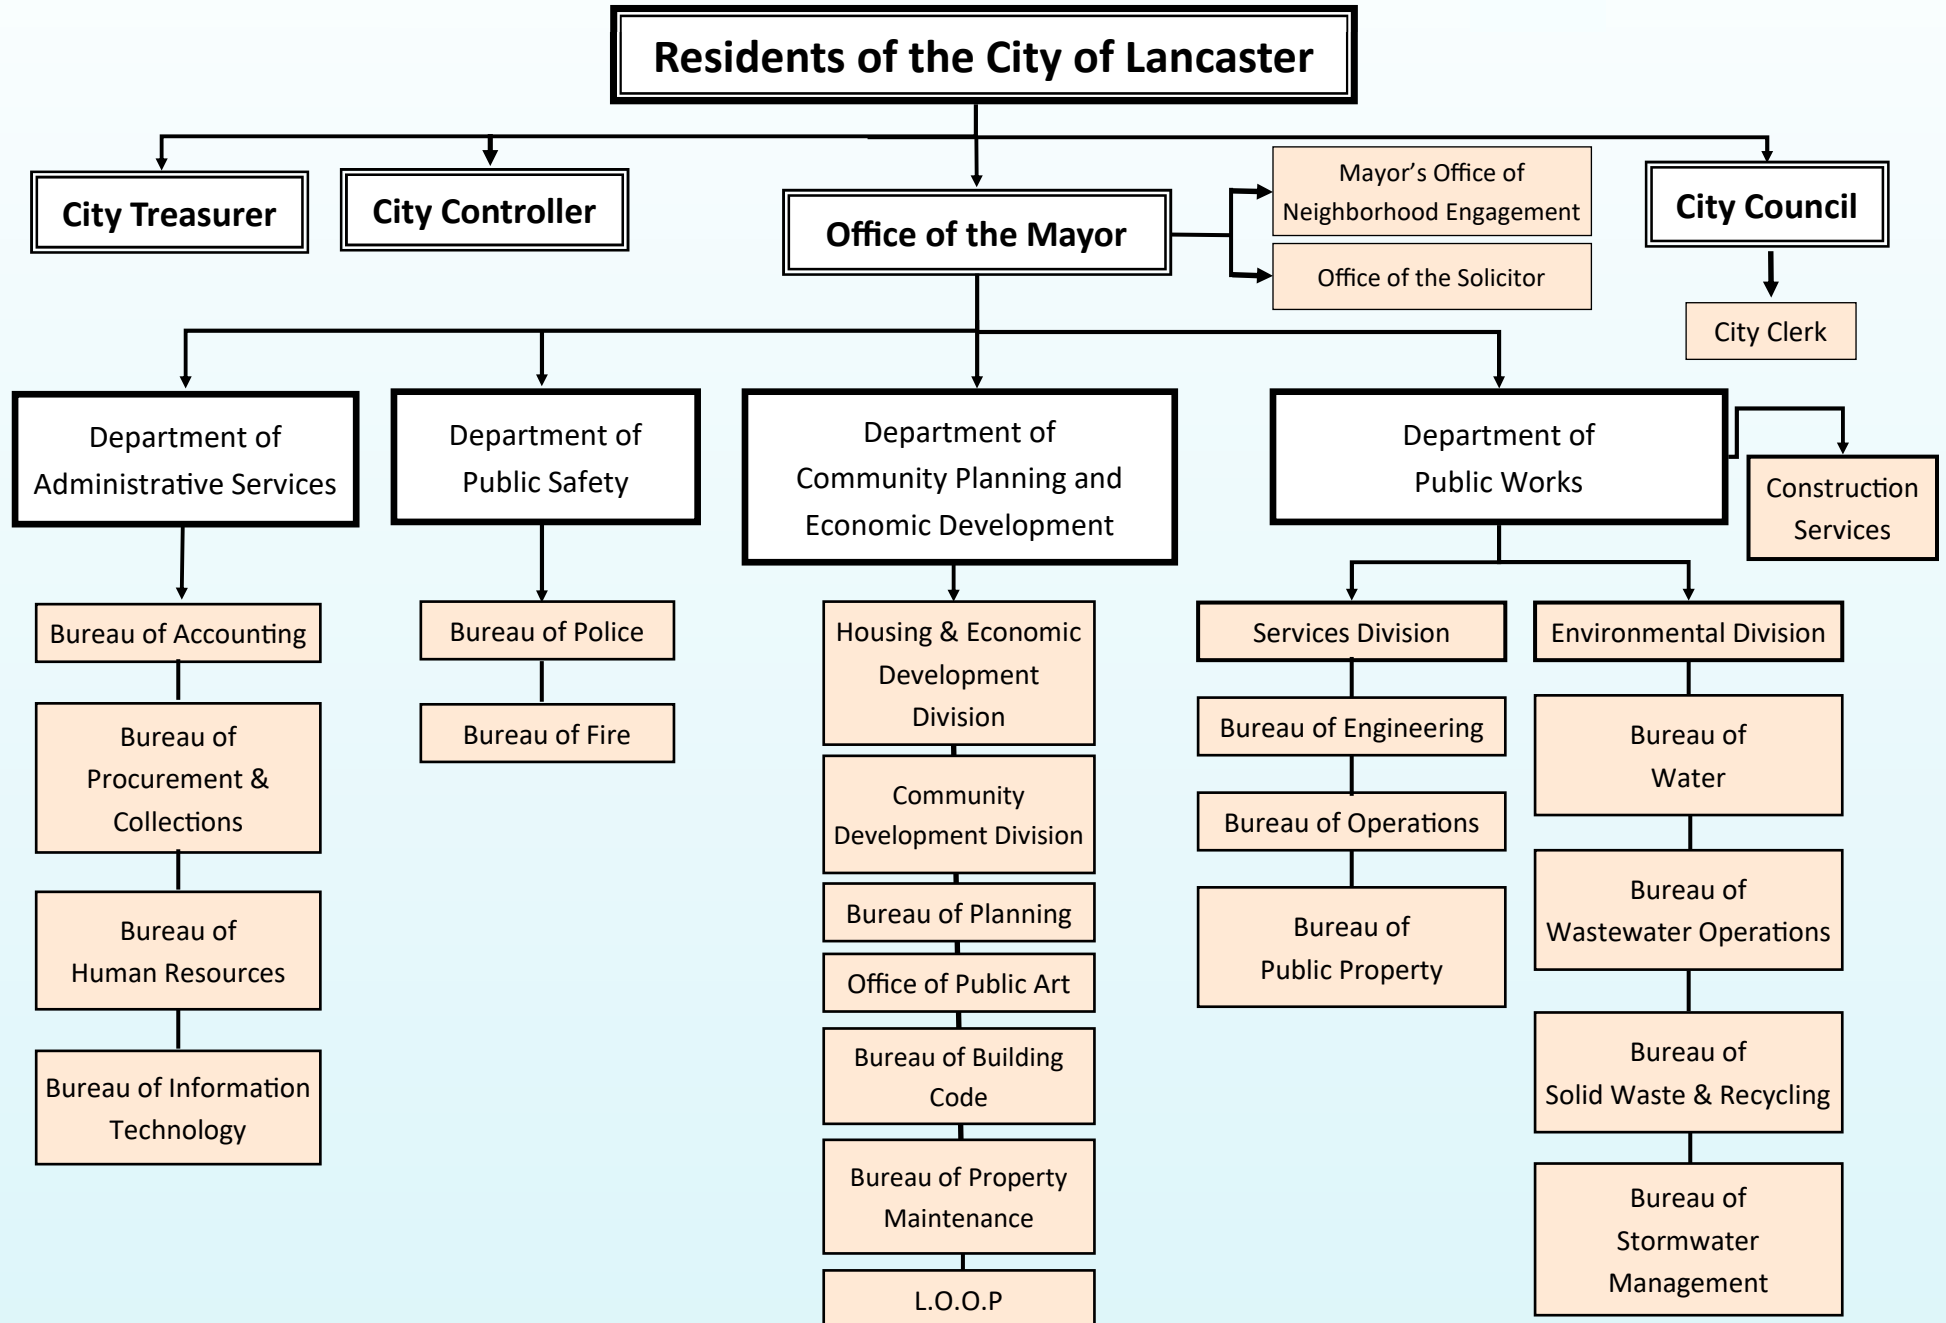 Residents of the City of Lancaster
City Treasurer
City Controller
Office of the Mayor
Mayor’s Office of
Neighborhood Engagement
Office of the Solicitor
City Council
City Clerk
Department of
Administrative Services
Department of
Public Safety
Department of
Community Planning and
Economic Development
Department of
Public Works
Construction
Services
Bureau of Accounting
Bureau of
Procurement &
Collections
Bureau of
Human Resources
Bureau of Information
Technology
Bureau of Police
Bureau of Fire
Housing & Economic
Development
Division
Community
Development Division
Bureau of Planning
Office of Public Art
Bureau of Building
Code
Bureau of Property
Maintenance
L.O.O.P
Services Division
Bureau of Engineering
Bureau of Operations
Bureau of
Public Property
Environmental Division
Bureau of
Water
Bureau of
Wastewater Operations
Bureau of
Solid Waste & Recycling
Bureau of
Stormwater
Management